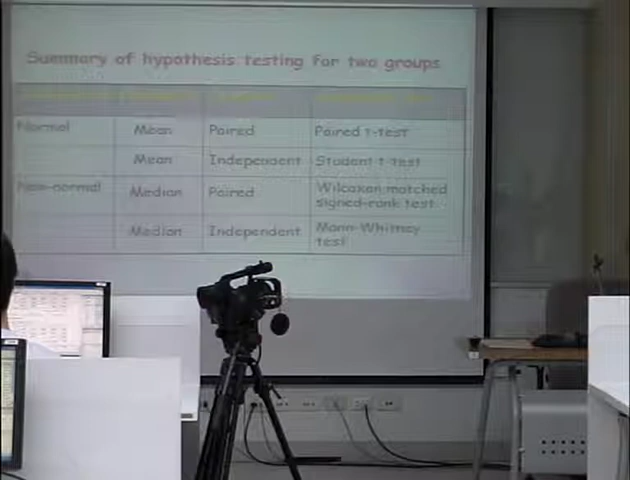 Summary of hypothesis testing for two groups
Normal Mean Paired Paired t-test
Mean Independent Student t-test
Non-normal Median Paired Wilcoxon matched
signed-rank test
Median Independent Mann-Whitney
test